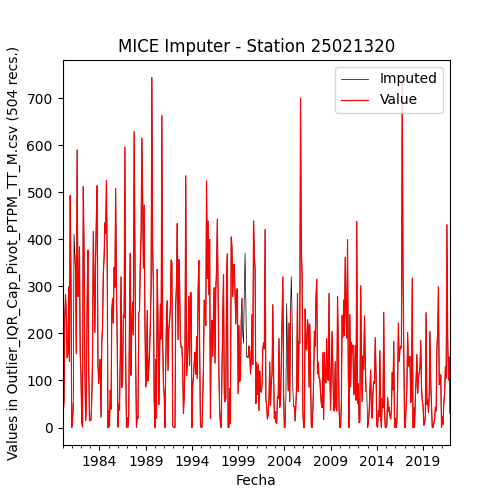 MICE Imputer - Station 25021320
Values in Outlier_IQR_Cap_Pivot_PTPM_TT_M.csv (504 recs.)
Imputed
Value
700
600
500
400
300
200
100
0
1984 1989 1994 1999 2004 2009 2014 2019
Fecha